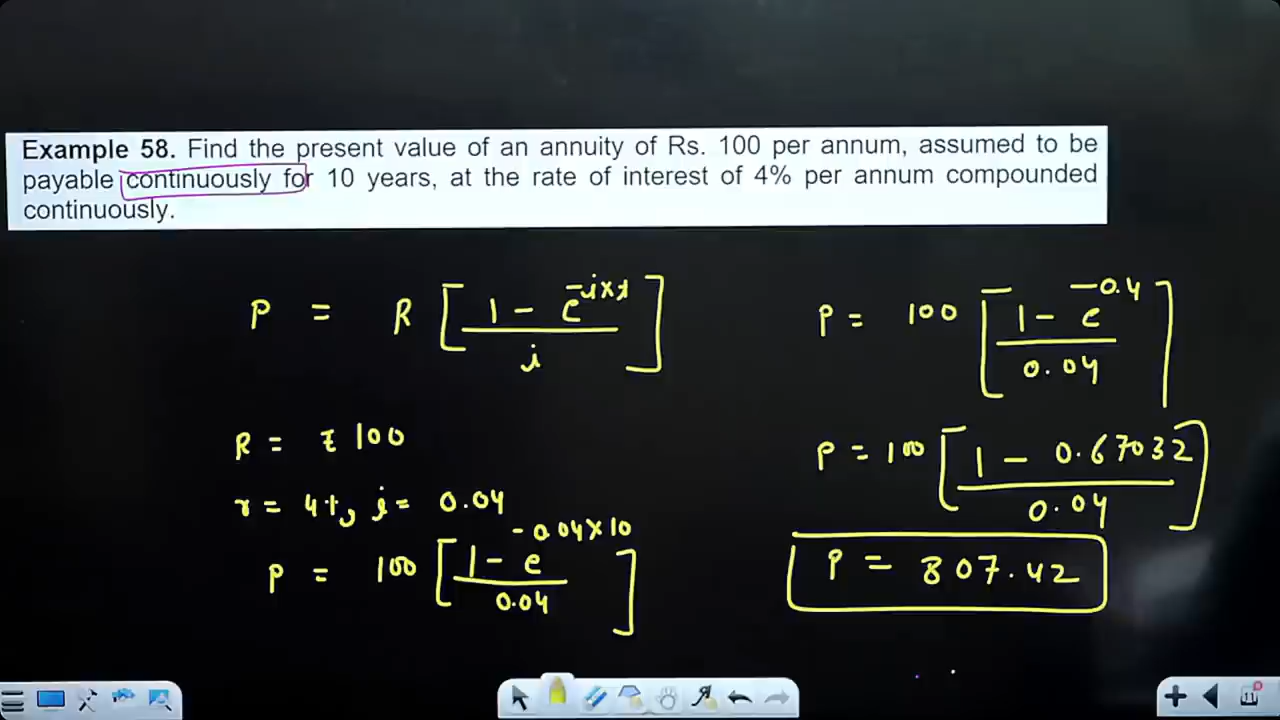 Example 58. Find the present value of an annuity of Rs. 100 per annum, assumed to be
payable continuously for 10 years, at the rate of interest of 4% per annum compounded
continuously.
P = R [ 1 - e^{-i×t} / i ]
R = ₹ 100
r = 4%, i = 0.04
P = 100 [ 1 - e^{-0.04×10} / 0.04 ]
P = 100 [ 1 - e^{-0.4} / 0.04 ]
P = 100 [ 1 - 0.67032 / 0.04 ]
P = 807.42